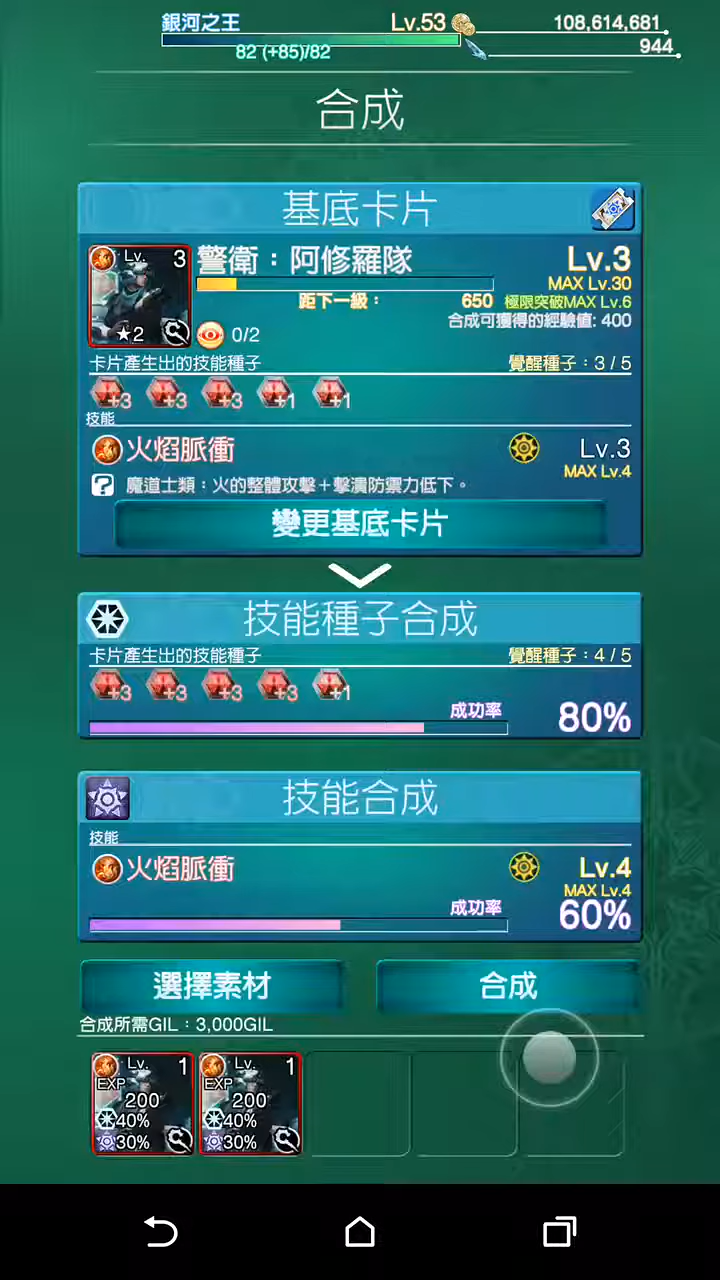 銀河之王 Lv.53 108,614,681
82 (+85)/82 944
合成
基底卡片
Lv. 3 警衛：阿修羅隊 Lv.3
MAX Lv.30
距下一級： 650 極限突破MAX Lv.6
★2 0/2 合成可獲得的經驗值: 400
卡片產生出的技能種子 覺醒種子：3 / 5
+3 +3 +3 +1 +1
技能
火焰脈衝 Lv.3
MAX Lv.4
? 魔道士類：火的整體攻擊＋擊潰防禦力低下。
變更基底卡片
技能種子合成
卡片產生出的技能種子 覺醒種子：4 / 5
+3 +3 +3 +3 +1
成功率 80%
技能合成
技能
火焰脈衝 Lv.4
MAX Lv.4
成功率 60%
選擇素材 合成
合成所需GIL：3,000GIL
Lv. 1 Lv. 1
EXP EXP
200 200
40% 40%
30% 30%